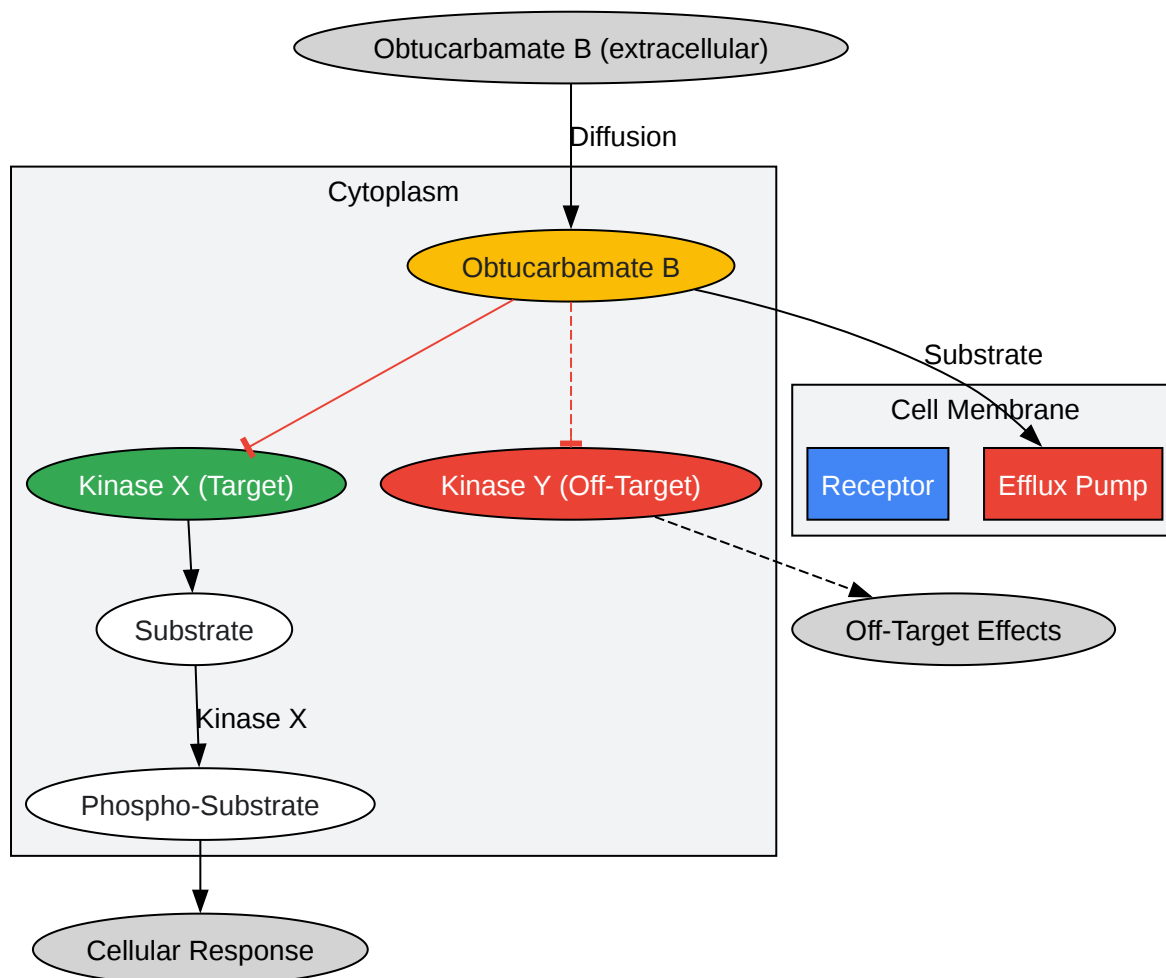 Obtucarbamate B (extracellular)
Diffusion
Cytoplasm
Obtucarbamate B
Substrate
Cell Membrane
Kinase X (Target)
Kinase Y (Off-Target)
Receptor
Efflux Pump
Substrate
Off-Target Effects
Kinase X
Phospho-Substrate
Cellular Response